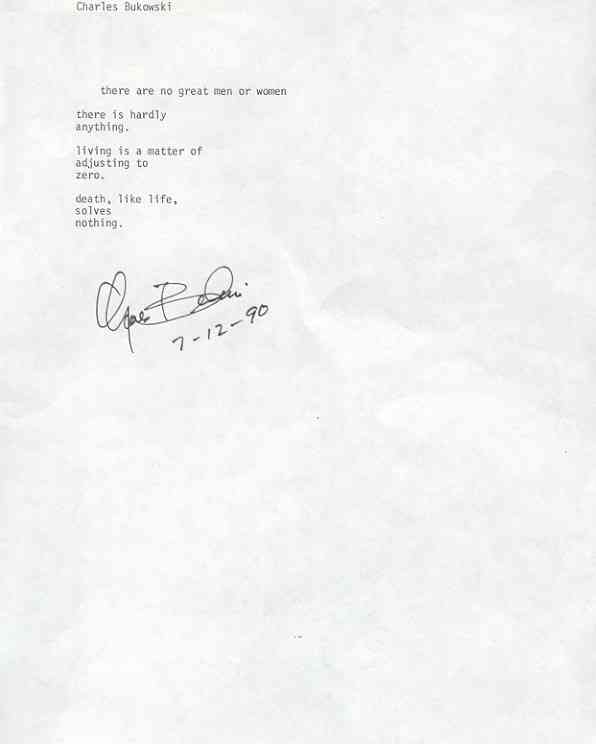 Charles Bukowski
there are no great men or women
there is hardly
anything.
living is a matter of
adjusting to
zero.
death, like life,
solves
nothing.
Charles Bukowski
7-12-90